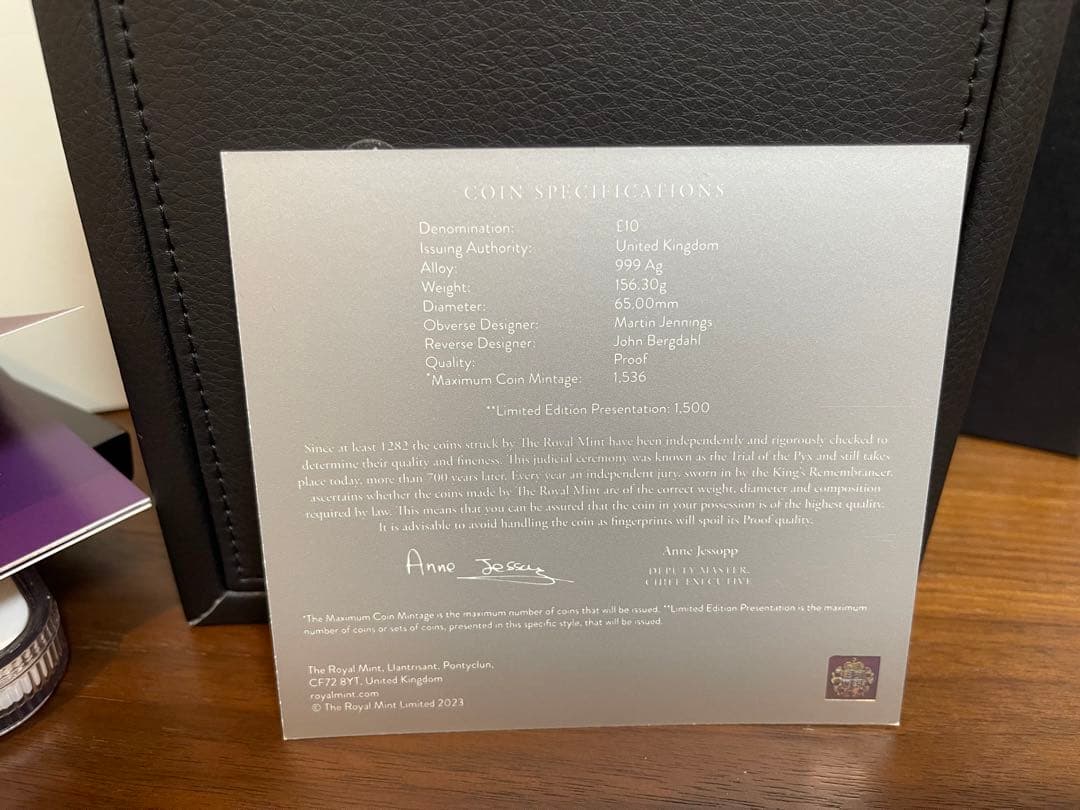 COIN SPECIFICATIONS
Denomination: £10
Issuing Authority: United Kingdom
Alloy: 999 Ag
Weight: 156.30g
Diameter: 65.00mm
Obverse Designer: Martin Jennings
Reverse Designer: John Bergdahl
Quality: Proof
*Maximum Coin Mintage: 1,536
**Limited Edition Presentation: 1,500
Since at least 1282 the coins struck by The Royal Mint have been independently and rigorously checked to
determine their quality and fineness. This judicial ceremony was known as the Trial of the Pyx and still takes
place today, more than 700 years later. Every year an independent jury, sworn in by the King's Remembrancer,
ascertains whether the coins made by The Royal Mint are of the correct weight, diameter and composition
required by law. This means that you can be assured that the coin in your possession is of the highest quality.
It is advisable to avoid handling the coin as fingerprints will spoil its Proof quality.
Anne Jessopp
Anne Jessopp
DEPUTY MASTER,
CHIEF EXECUTIVE
*The Maximum Coin Mintage is the maximum number of coins that will be issued. **Limited Edition Presentation is the maximum
number of coins or sets of coins, presented in this specific style, that will be issued.
The Royal Mint, Llantrisant, Pontyclun,
CF72 8YT, United Kingdom
royalmint.com
© The Royal Mint Limited 2023